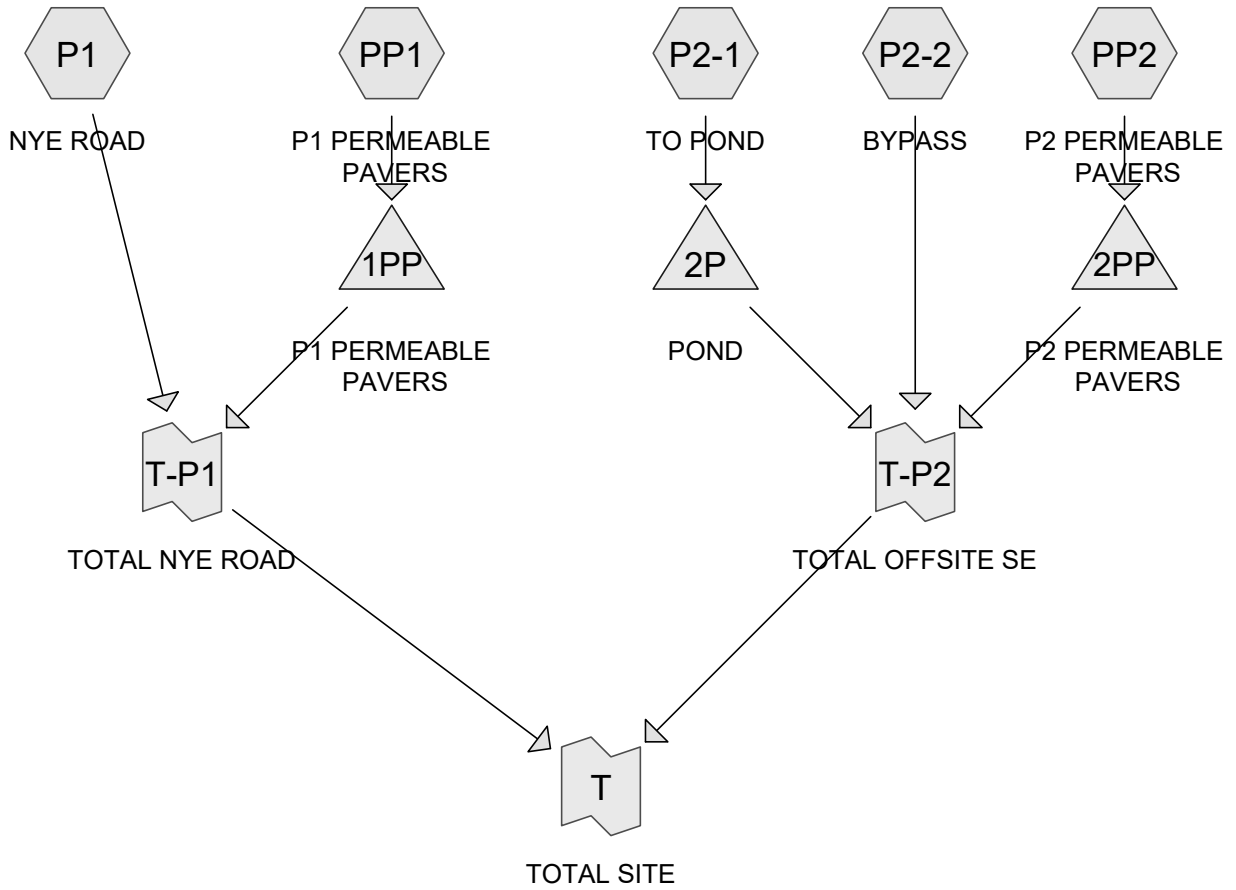 P1
PP1
P2-1
P2-2
PP2
NYE ROAD
P1 PERMEABLE
PAVERS
TO POND
BYPASS
P2 PERMEABLE
PAVERS
1PP
2P
2PP
P1 PERMEABLE
PAVERS
POND
P2 PERMEABLE
PAVERS
T-P1
T-P2
TOTAL NYE ROAD
TOTAL OFFSITE SE
T
TOTAL SITE